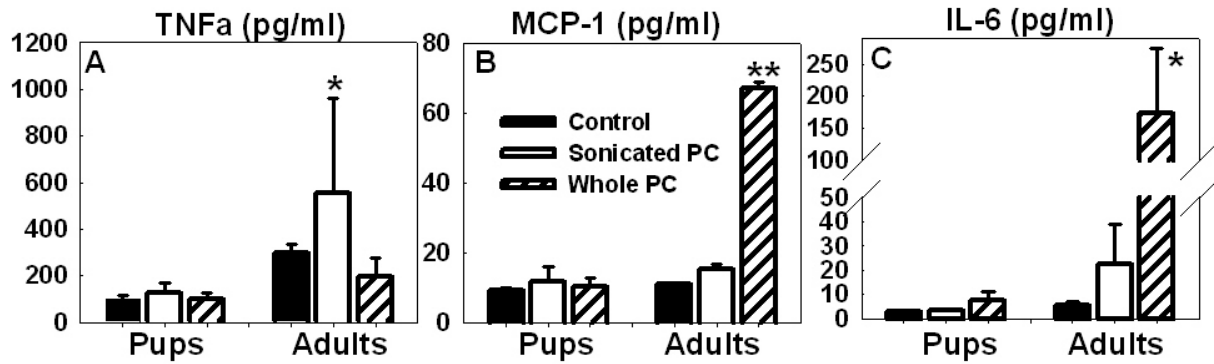 TNFa (pg/ml)
A
1200
1000
800
600
400
200
0
*
Pups
Adults
MCP-1 (pg/ml)
B
80
60
40
20
0
**
Control
Sonicated PC
Whole PC
Pups
Adults
IL-6 (pg/ml)
C
250
200
150
100
50
40
30
20
10
0
*
Pups
Adults